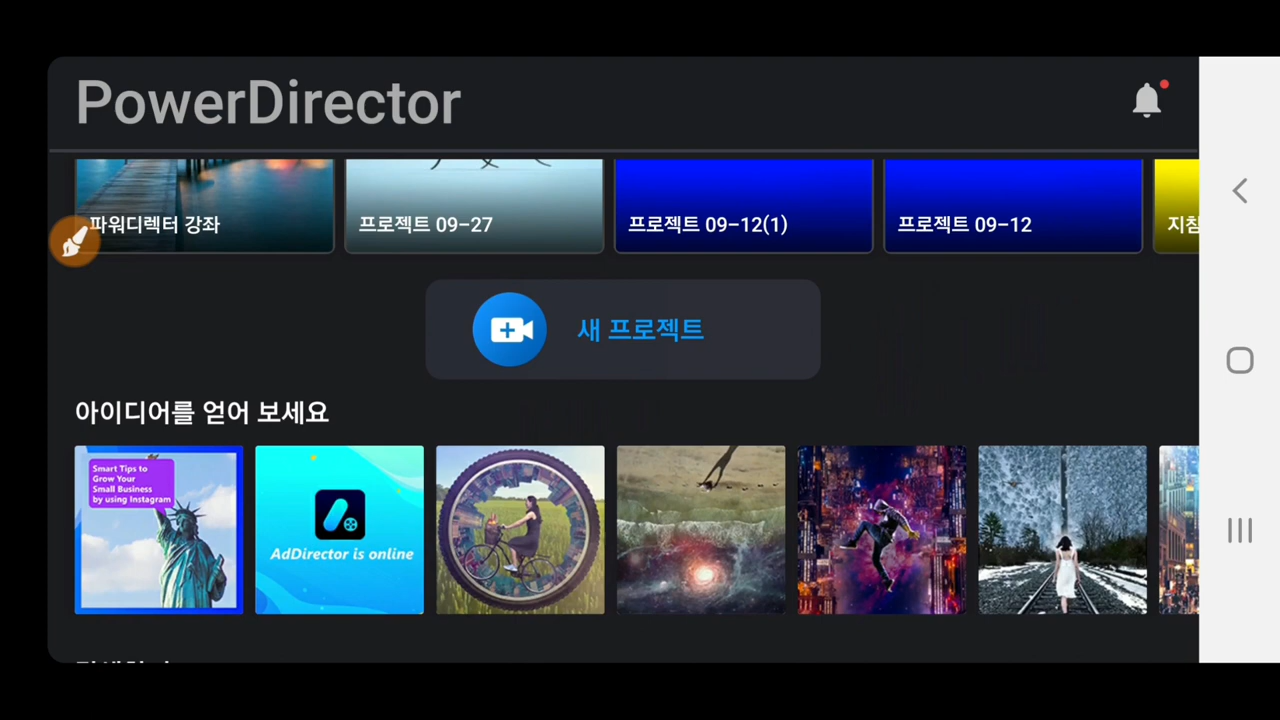 PowerDirector
파워디렉터 강좌
프로젝트 09-27
프로젝트 09-12(1)
프로젝트 09-12
지침
새 프로젝트
아이디어를 얻어 보세요
Smart Tips to
Grow Your
Small Business
by using Instagram
AdDirector is online